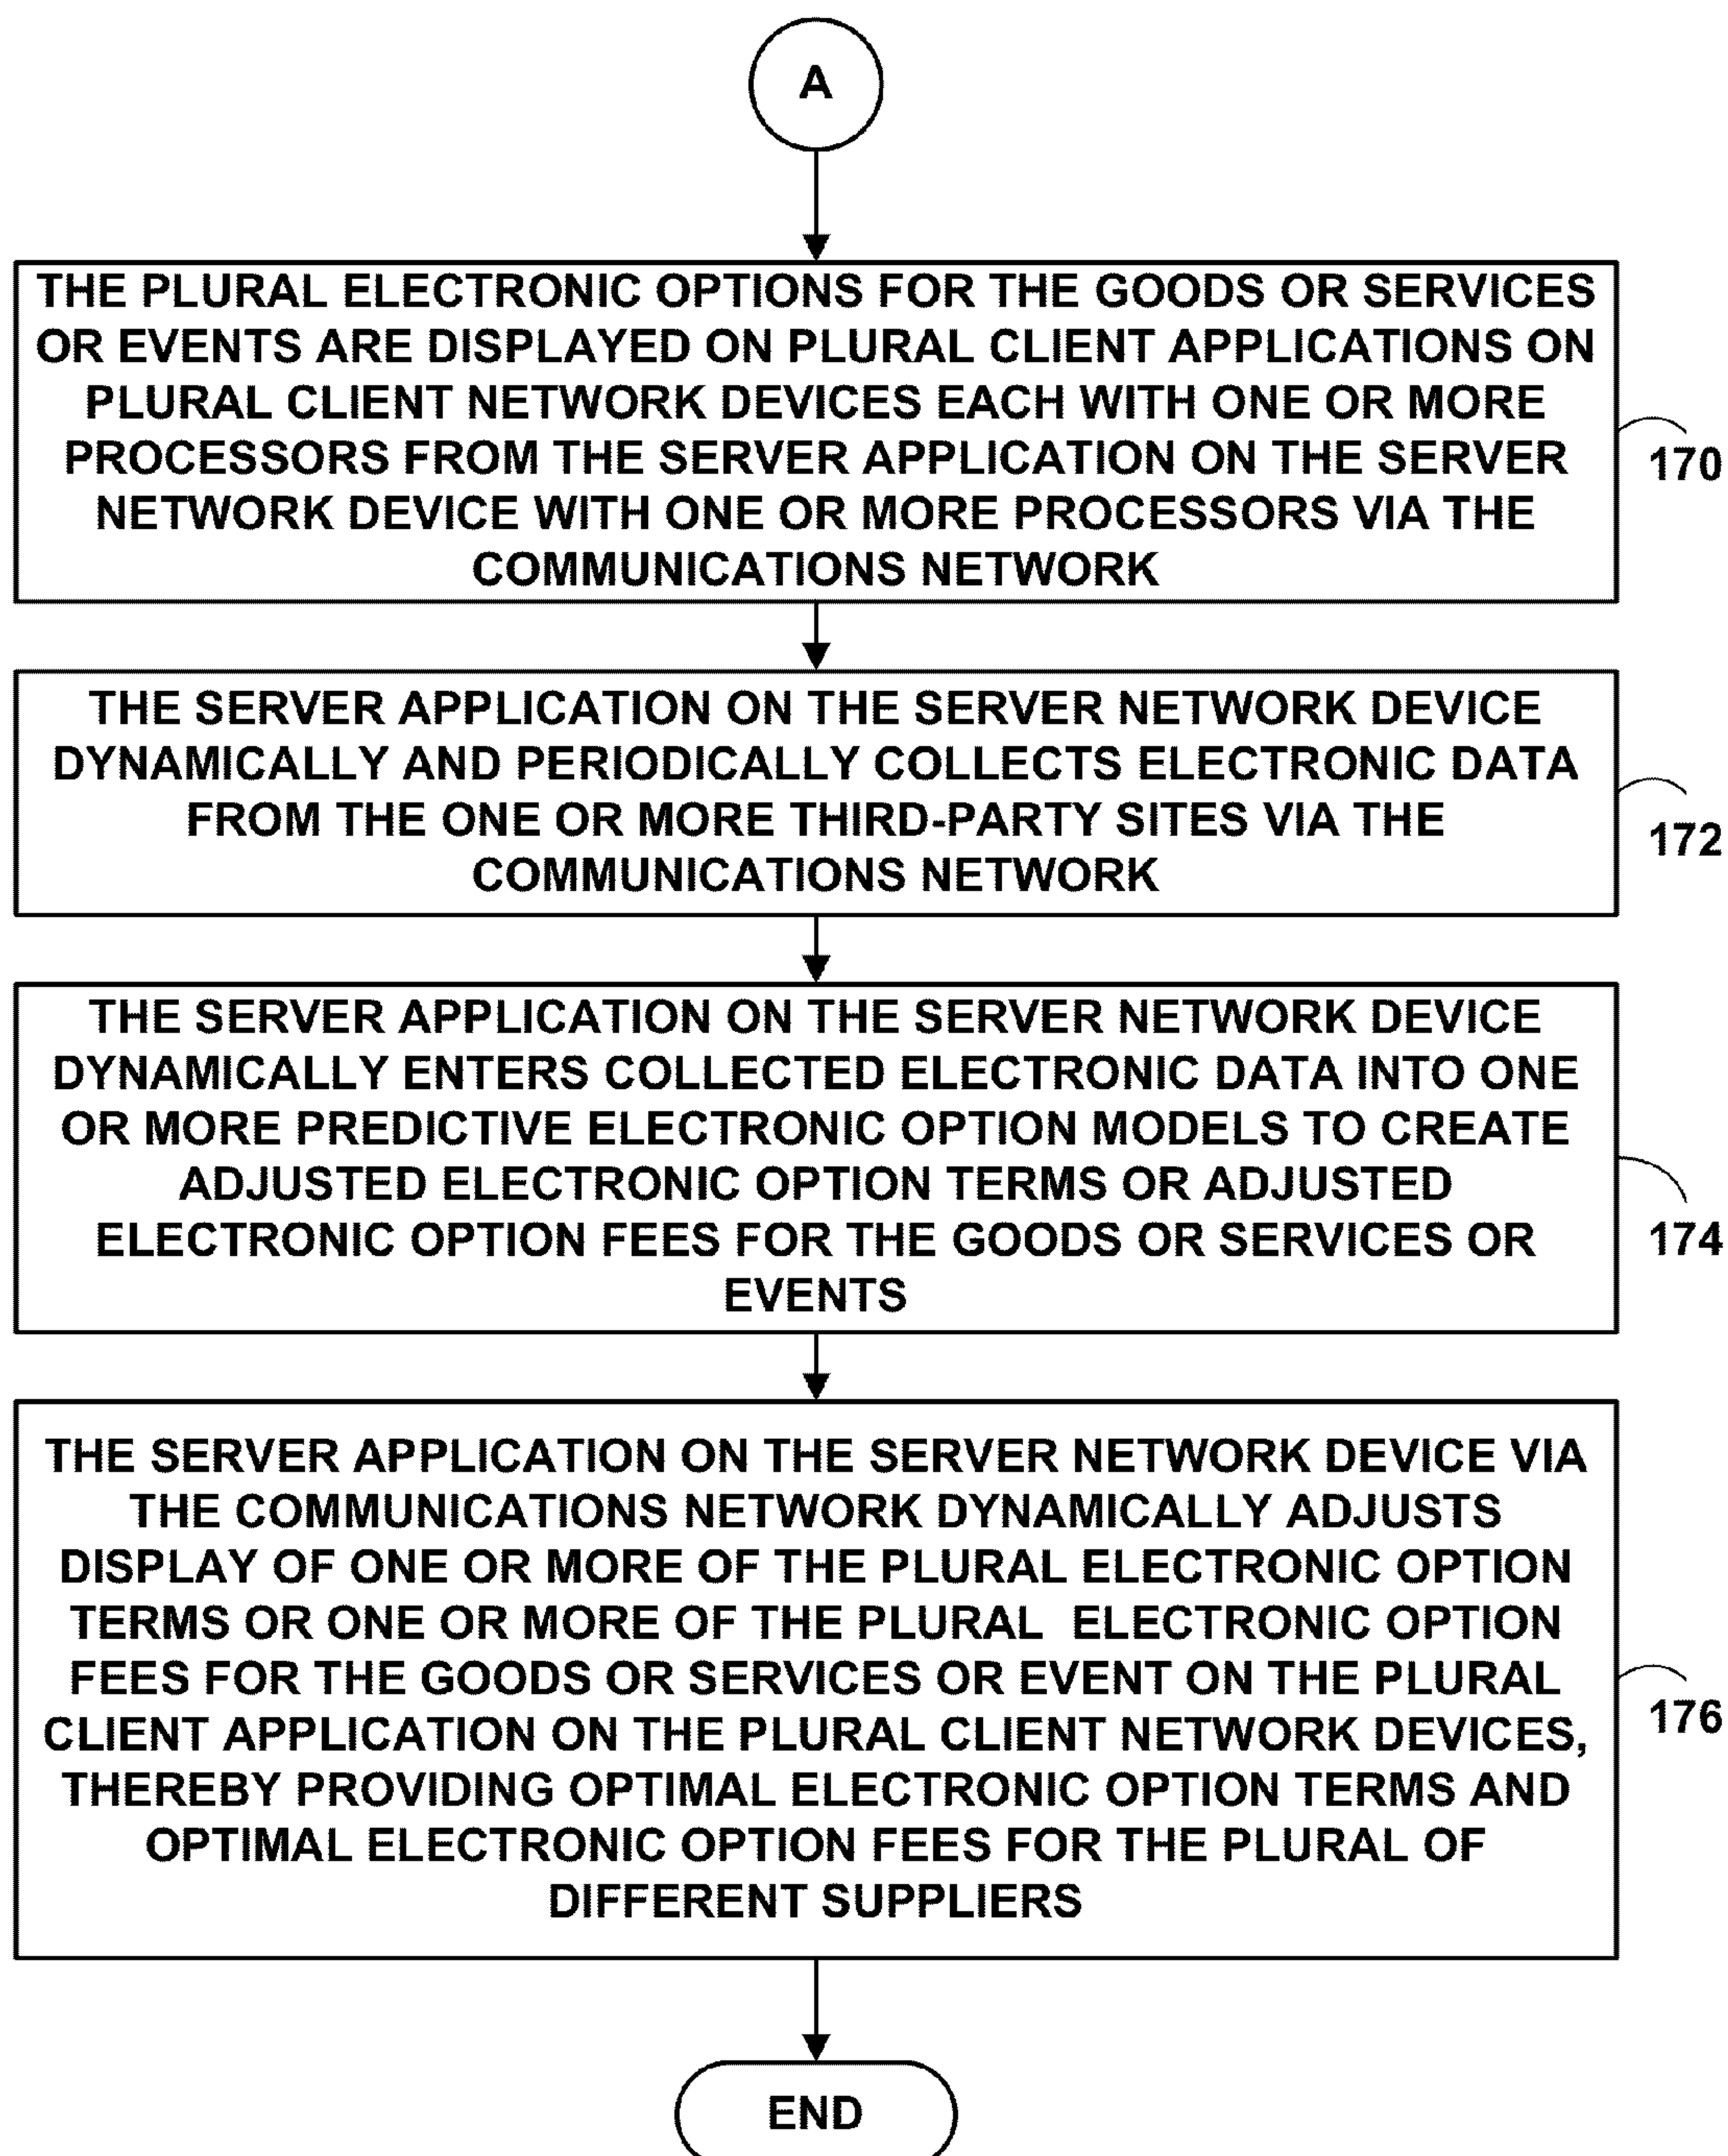 A
THE PLURAL ELECTRONIC OPTIONS FOR THE GOODS OR SERVICES
OR EVENTS ARE DISPLAYED ON PLURAL CLIENT APPLICATIONS ON
PLURAL CLIENT NETWORK DEVICES EACH WITH ONE OR MORE
PROCESSORS FROM THE SERVER APPLICATION ON THE SERVER
NETWORK DEVICE WITH ONE OR MORE PROCESSORS VIA THE
COMMUNICATIONS NETWORK
170
THE SERVER APPLICATION ON THE SERVER NETWORK DEVICE
DYNAMICALLY AND PERIODICALLY COLLECTS ELECTRONIC DATA
FROM THE ONE OR MORE THIRD-PARTY SITES VIA THE
COMMUNICATIONS NETWORK
172
THE SERVER APPLICATION ON THE SERVER NETWORK DEVICE
DYNAMICALLY ENTERS COLLECTED ELECTRONIC DATA INTO ONE
OR MORE PREDICTIVE ELECTRONIC OPTION MODELS TO CREATE
ADJUSTED ELECTRONIC OPTION TERMS OR ADJUSTED
ELECTRONIC OPTION FEES FOR THE GOODS OR SERVICES OR
EVENTS
174
THE SERVER APPLICATION ON THE SERVER NETWORK DEVICE VIA
THE COMMUNICATIONS NETWORK DYNAMICALLY ADJUSTS
DISPLAY OF ONE OR MORE OF THE PLURAL ELECTRONIC OPTION
TERMS OR ONE OR MORE OF THE PLURAL ELECTRONIC OPTION
FEES FOR THE GOODS OR SERVICES OR EVENT ON THE PLURAL
CLIENT APPLICATION ON THE PLURAL CLIENT NETWORK DEVICES,
THEREBY PROVIDING OPTIMAL ELECTRONIC OPTION TERMS AND
OPTIMAL ELECTRONIC OPTION FEES FOR THE PLURAL OF
DIFFERENT SUPPLIERS
176
END